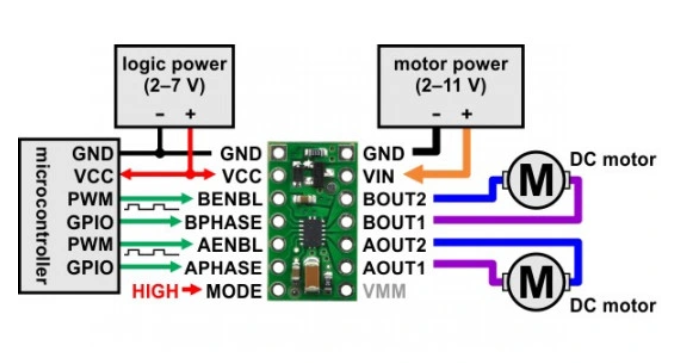 logic power
(2–7 V)
- +
motor power
(2–11 V)
- +
microcontroller
GND
VCC
PWM
GPIO
PWM
GPIO
HIGH
GND
VCC
BENBL
BPHASE
AENBL
APHASE
MODE
GND
VIN
BOUT2
BOUT1
AOUT2
AOUT1
VMM
M
DC motor
M
DC motor